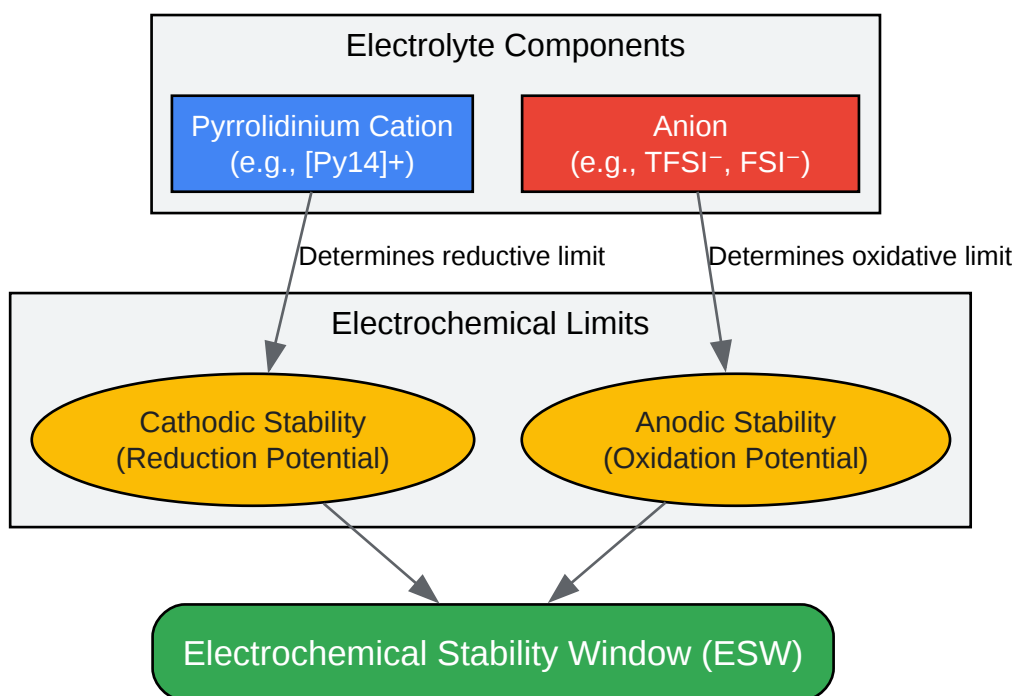 Electrolyte Components
Pyrrolidinium Cation
(e.g., [Py14]+)
Anion
(e.g., TFSI⁻, FSI⁻)
Determines reductive limit
Determines oxidative limit
Electrochemical Limits
Cathodic Stability
(Reduction Potential)
Anodic Stability
(Oxidation Potential)
Electrochemical Stability Window (ESW)